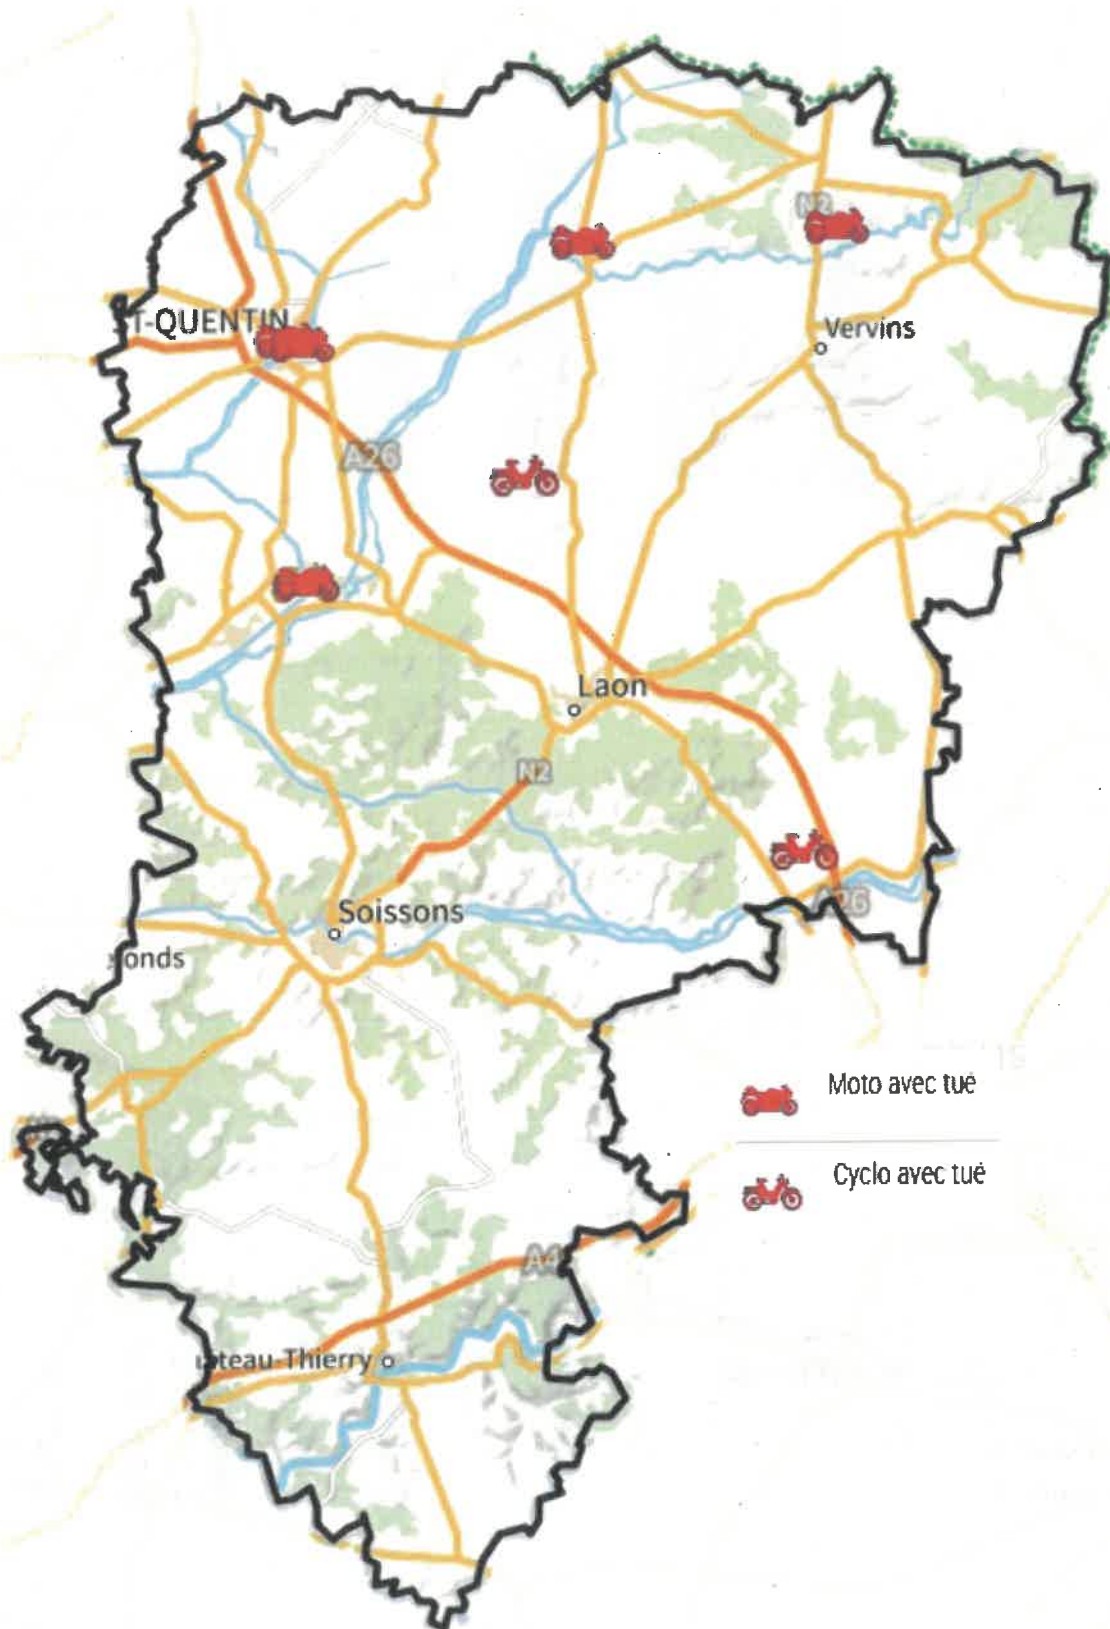 N2
T-QUENTIN
Vervins
A26
Laon
N2
A26
Soissons
onds
Moto avec tué
Cyclo avec tué
A4
teau-Thierry